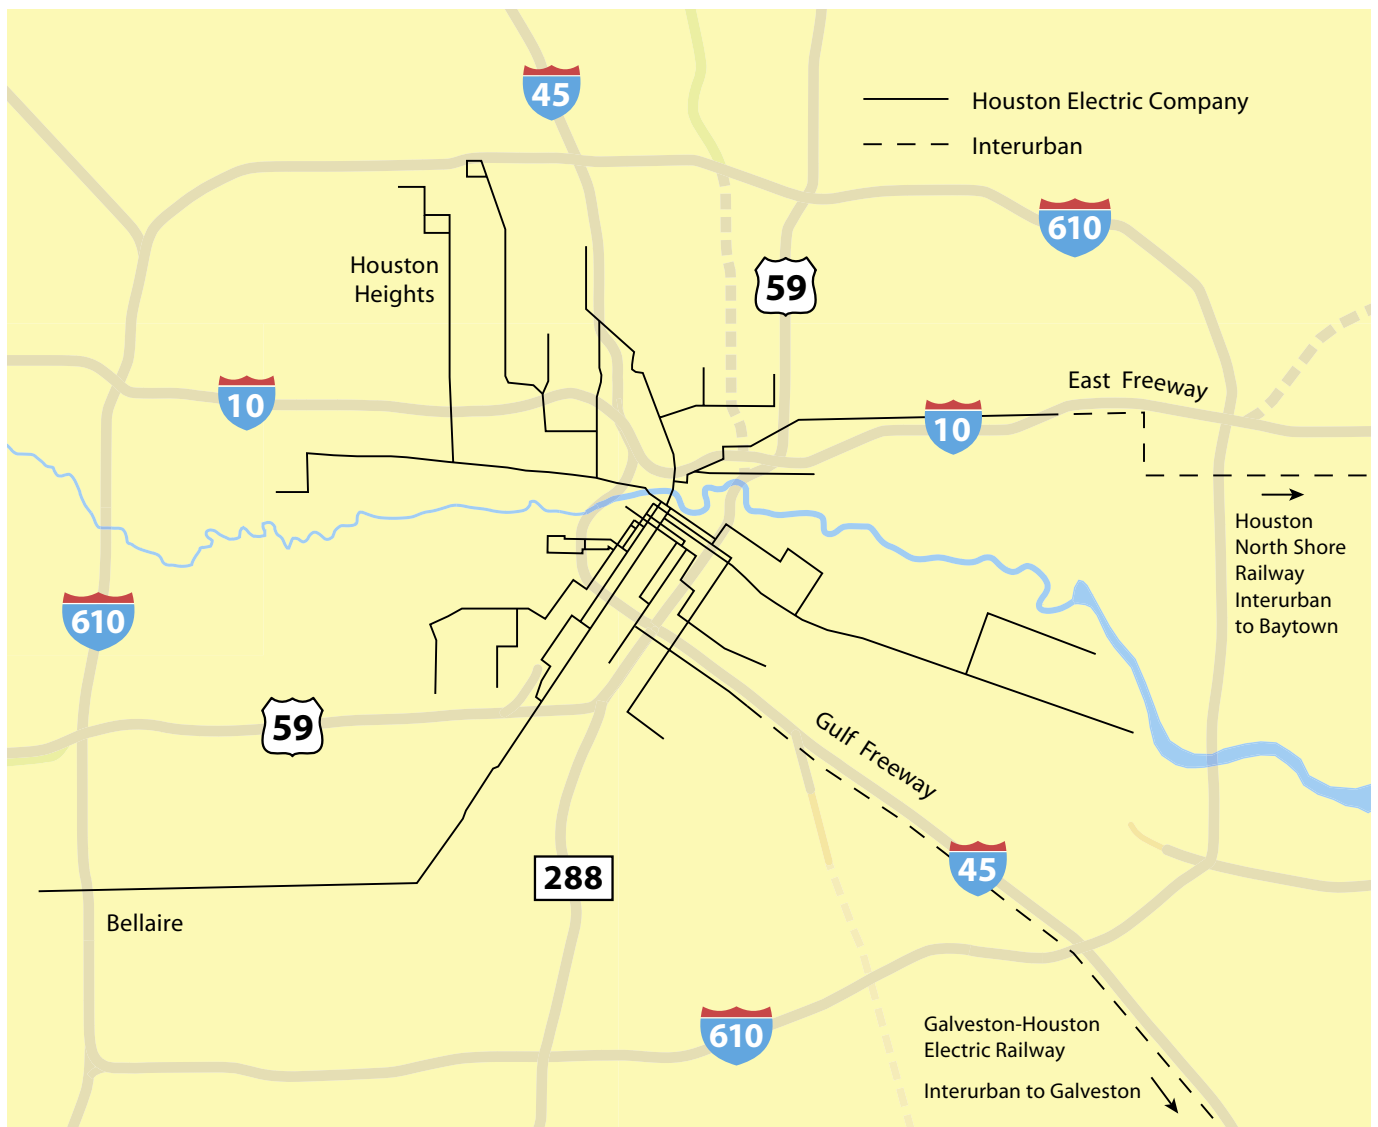 45
Houston Electric Company
Interurban
610
Houston
Heights
59
East Freeway
10
10
Houston
North Shore
Railway
Interurban
to Baytown
610
59
Gulf Freeway
45
288
Bellaire
610
Galveston-Houston
Electric Railway
Interurban to Galveston